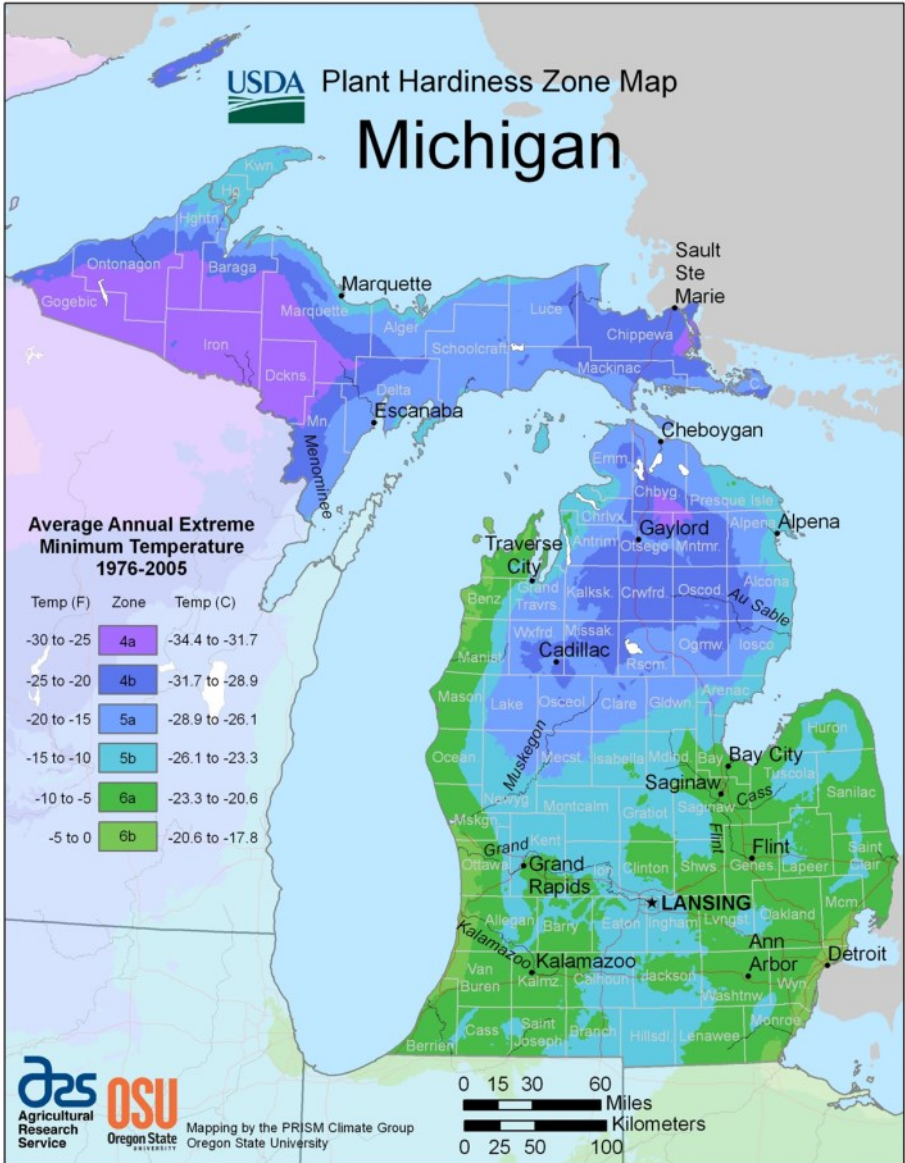 USDA
Plant Hardiness Zone Map
Michigan
Kwn.
Hg
Hghtn
Ontonagon
Baraga
Gogebic
Marquette
Marquette
Iron
Dckns.
Alger
Schoolcraft
Luce
Sault
Ste
Marie
Chippewa
Mackinac
C.
Delta
Escanaba
Mn.
Menominee
Cheboygan
Emm.
Chbyg.
Presque Isle
Chrlvx.
Alpena
Alpena
Antrim
Gaylord
Otsego
Mntmr.
Traverse
City
Benz.
Grand
Travrs.
Kalksk.
Crwfrd.
Oscod.
Alcona
Au Sable
Manist.
Wxfrd.
Missak.
Cadillac
Rscm.
Ogmw.
Iosco
Mason
Lake
Osceol.
Clare
Gldwn.
Arenac
Huron
Ocean.
Muskegon
Mecst.
Isabella
Mdlnd.
Bay
Bay City
Tuscola
Sanilac
Newyg
Montcalm
Gratiot
Saginaw
Saginaw
Cass
Mskgn
Kent
Flint
Ottawa
Grand
Grand
Rapids
Ion
Clinton
Shws.
Genes.
Flint
Lapeer
Saint
Clair
LANSING
Allegan
Barry
Eaton
Ingham
Lvngst
Oakland
Mcm.
Kalamazoo
Kalamazoo
Van
Buren
Kalmz.
Calhoun
Jackson
Ann
Arbor
Washtnw
Wyn.
Detroit
Berrien
Cass
Saint
Joseph
Branch
Hillsdl
Lenawee
Monroe
Average Annual Extreme
Minimum Temperature
1976-2005
Temp (F) Zone Temp (C)
-30 to -25 4a -34.4 to -31.7
-25 to -20 4b -31.7 to -28.9
-20 to -15 5a -28.9 to -26.1
-15 to -10 5b -26.1 to -23.3
-10 to -5 6a -23.3 to -20.6
-5 to 0 6b -20.6 to -17.8
ars
Agricultural
Research
Service
OSU
Oregon State
UNIVERSITY
Mapping by the PRISM Climate Group
Oregon State University
0 15 30 60
Miles
Kilometers
0 25 50 100